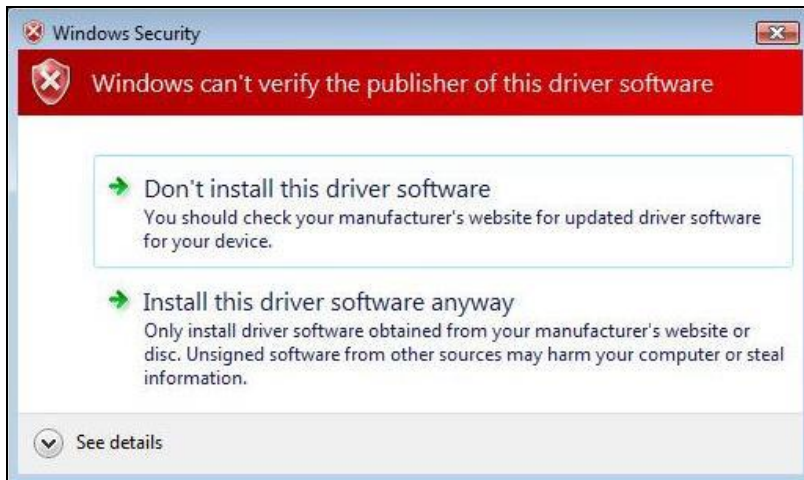 Windows Security
Windows can't verify the publisher of this driver software
Don't install this driver software
You should check your manufacturer's website for updated driver software
for your device.
Install this driver software anyway
Only install driver software obtained from your manufacturer's website or
disc. Unsigned software from other sources may harm your computer or steal
information.
See details